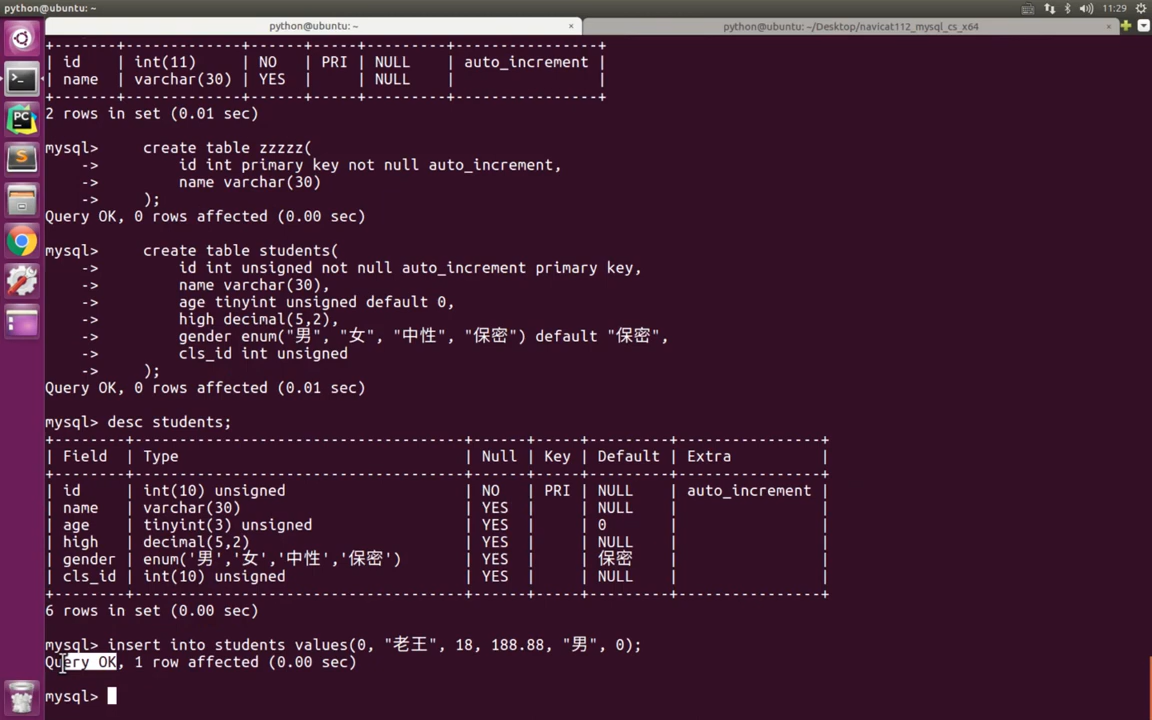 python@ubuntu: ~
11:29
python@ubuntu: ~ × python@ubuntu: ~/Desktop/navicat112_mysql_cs_x64 ×
+-------+-------------+------+-----+---------+----------------+
| id    | int(11)     | NO   | PRI | NULL    | auto_increment |
| name  | varchar(30) | YES  |     | NULL    |                |
+-------+-------------+------+-----+---------+----------------+
2 rows in set (0.01 sec)
mysql>     create table zzzzz(
    ->         id int primary key not null auto_increment,
    ->         name varchar(30)
    ->     );
Query OK, 0 rows affected (0.00 sec)
mysql>     create table students(
    ->         id int unsigned not null auto_increment primary key,
    ->         name varchar(30),
    ->         age tinyint unsigned default 0,
    ->         high decimal(5,2),
    ->         gender enum("男", "女", "中性", "保密") default "保密",
    ->         cls_id int unsigned
    ->     );
Query OK, 0 rows affected (0.01 sec)
mysql> desc students;
+--------+-------------------------------------+------+-----+---------+----------------+
| Field  | Type                                | Null | Key | Default | Extra          |
+--------+-------------------------------------+------+-----+---------+----------------+
| id     | int(10) unsigned                    | NO   | PRI | NULL    | auto_increment |
| name   | varchar(30)                         | YES  |     | NULL    |                |
| age    | tinyint(3) unsigned                 | YES  |     | 0       |                |
| high   | decimal(5,2)                        | YES  |     | NULL    |                |
| gender | enum('男','女','中性','保密')       | YES  |     | 保密    |                |
| cls_id | int(10) unsigned                    | YES  |     | NULL    |                |
+--------+-------------------------------------+------+-----+---------+----------------+
6 rows in set (0.00 sec)
mysql> insert into students values(0, "老王", 18, 188.88, "男", 0);
Query OK, 1 row affected (0.00 sec)
mysql>
PC
S